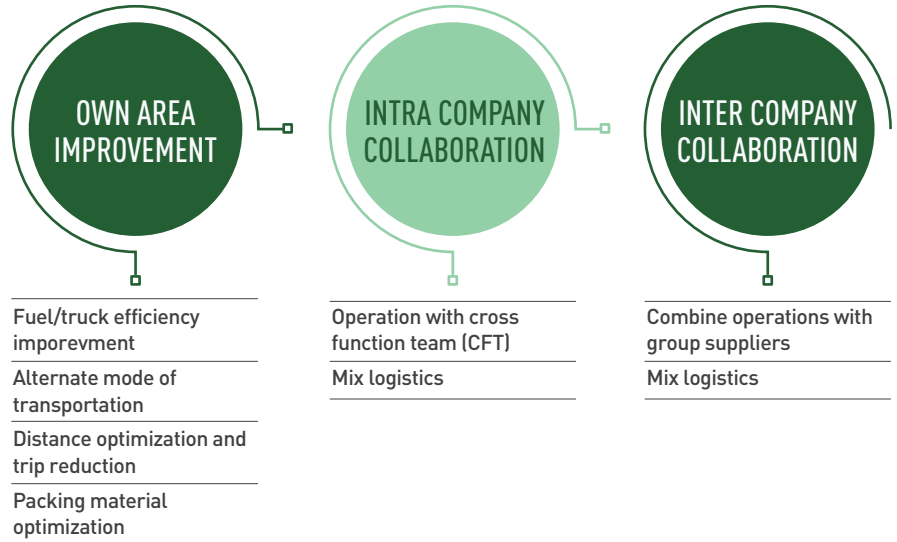 OWN AREA
IMPROVEMENT
Fuel/truck efficiency
imporevment
Alternate mode of
transportation
Distance optimization and
trip reduction
Packing material
optimization
INTRA COMPANY
COLLABORATION
Operation with cross
function team (CFT)
Mix logistics
INTER COMPANY
COLLABORATION
Combine operations with
group suppliers
Mix logistics